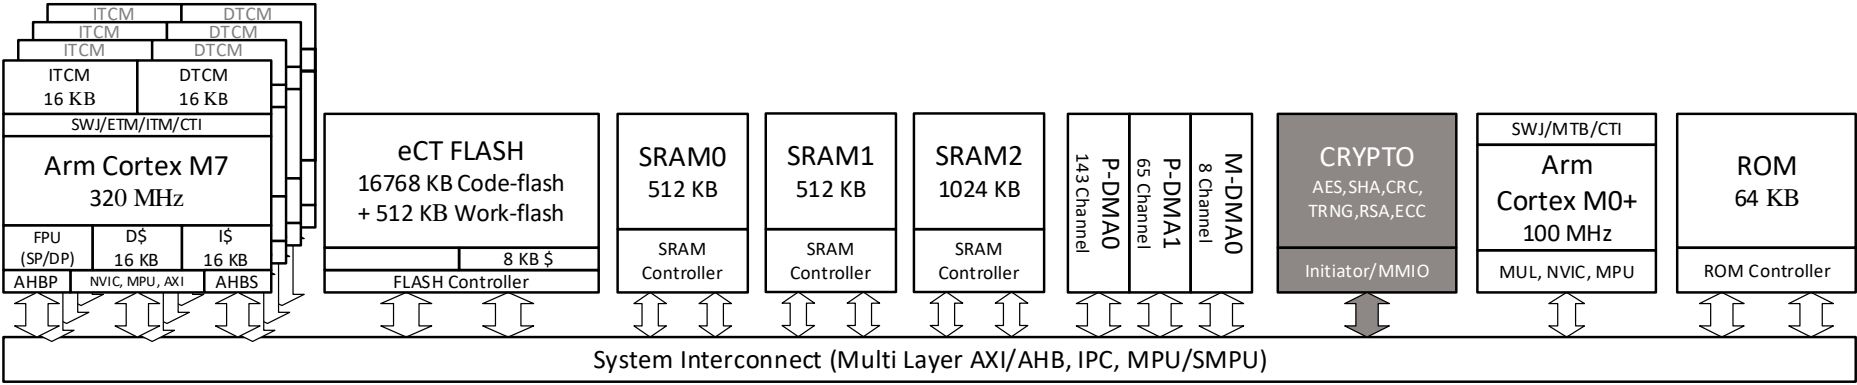 ITCM
DTCM
ITCM
DTCM
ITCM
DTCM
ITCM
16 KB
DTCM
16 KB
SWJ/ETM/ITM/CTI
Arm Cortex M7
320 MHz
FPU
(SP/DP)
D$
16 KB
I$
16 KB
AHBP
NVIC, MPU, AXI
AHBS
eCT FLASH
16768 KB Code-flash
+ 512 KB Work-flash
8 KB $
FLASH Controller
SRAM0
512 KB
SRAM
Controller
SRAM1
512 KB
SRAM
Controller
SRAM2
1024 KB
SRAM
Controller
P-DMA0
143 Channel
P-DMA1
65 Channel
M-DMA0
8 Channel
CRYPTO
AES,SHA,CRC,
TRNG,RSA,ECC
Initiator/MMIO
SWJ/MTB/CTI
Arm
Cortex M0+
100 MHz
MUL, NVIC, MPU
ROM
64 KB
ROM Controller
System Interconnect (Multi Layer AXI/AHB, IPC, MPU/SMPU)